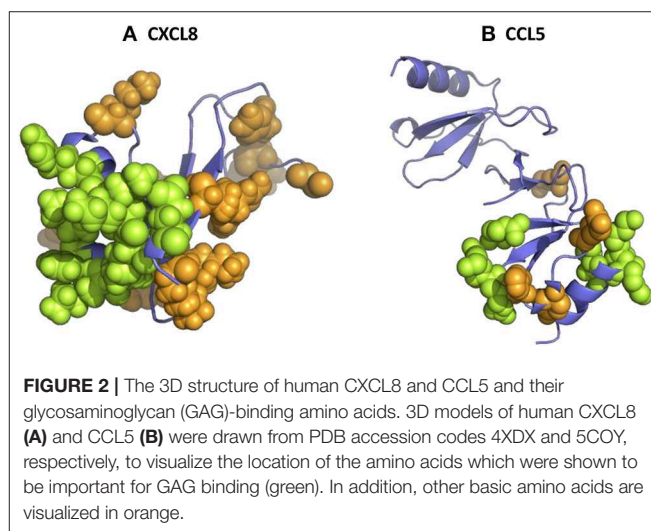 A CXCL8
B CCL5
FIGURE 2 | The 3D structure of human CXCL8 and CCL5 and their
glycosaminoglycan (GAG)-binding amino acids. 3D models of human CXCL8
(A) and CCL5 (B) were drawn from PDB accession codes 4XDX and 5COY,
respectively, to visualize the location of the amino acids which were shown to
be important for GAG binding (green). In addition, other basic amino acids are
visualized in orange.